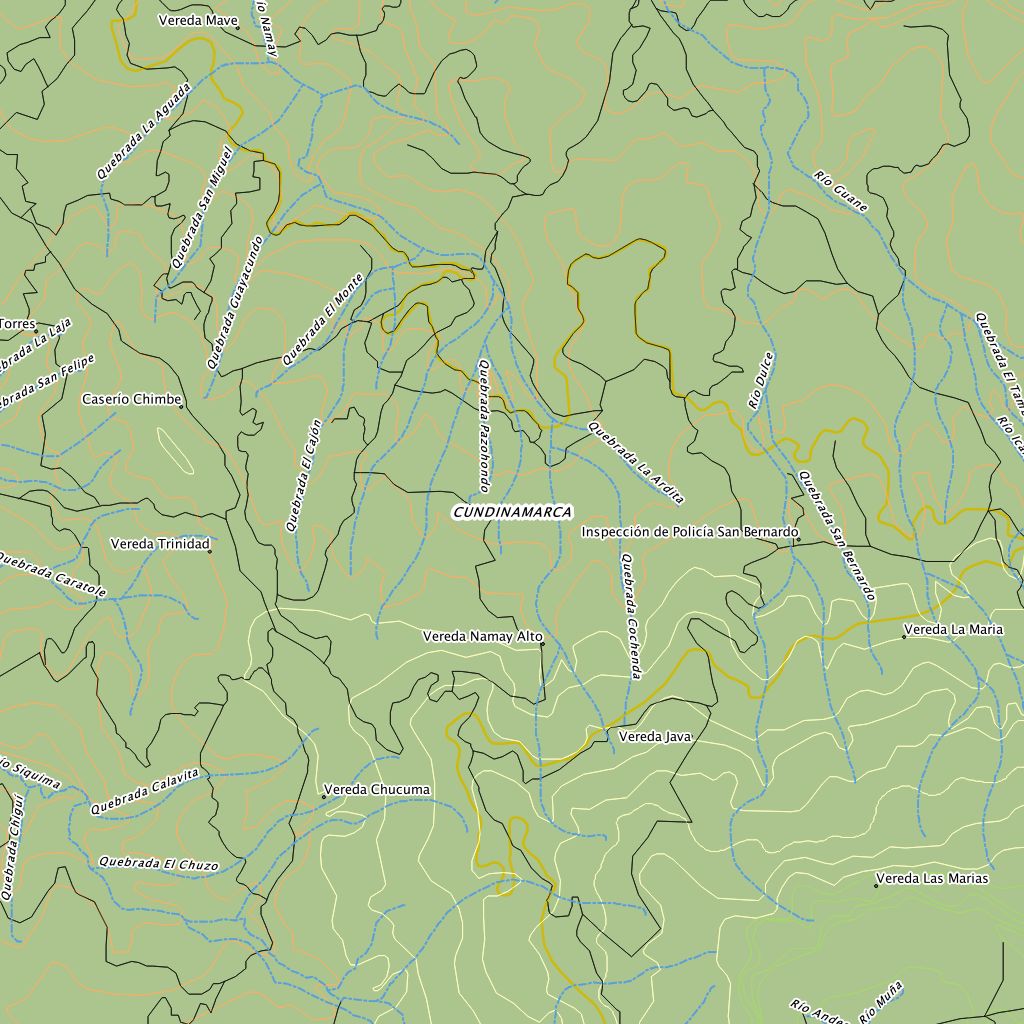 Vereda Mave
Río Namay
Quebrada La Aguada
Quebrada San Miguel
Río Guane
Quebrada Guayacundo
Quebrada El Monte
Torres
Quebrada La Laja
Quebrada San Felipe
Quebrada El Tam
Caserío Chimbe
Río Dulce
Quebrada Pazohondo
Quebrada El Cajón
Quebrada La Ardita
Río Ica
CUNDINAMARCA
Inspección de Policía San Bernardo
Quebrada San Bernardo
Vereda Trinidad
Quebrada Caratole
Quebrada Cochenda
Vereda Namay Alto
Vereda La Maria
Vereda Java
Río Siquima
Quebrada Calavita
Vereda Chucuma
Quebrada Chiguí
Quebrada El Chuzo
Vereda Las Marias
Río Ande
Río Muña